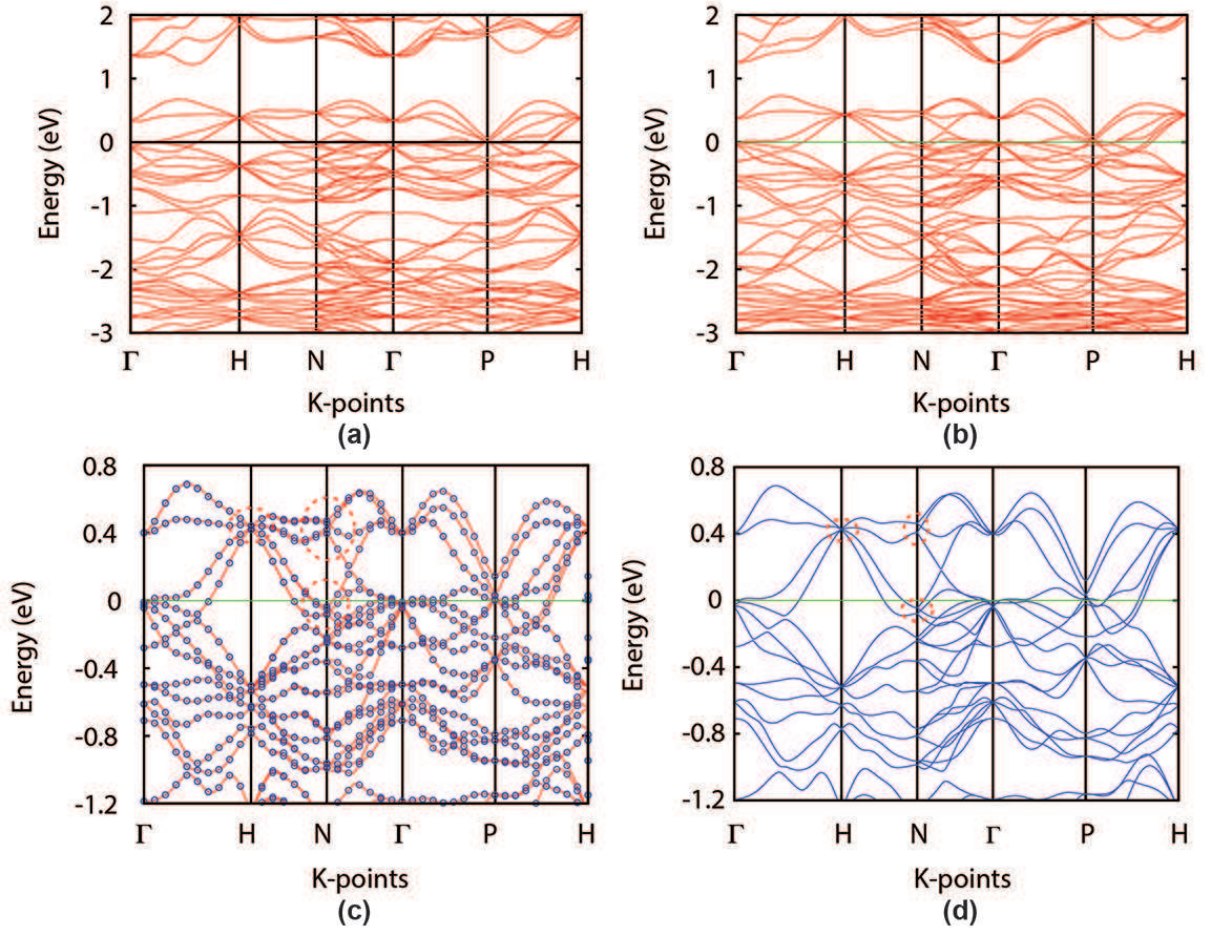 2
1
0
-1
-2
-3
Energy (eV)
Γ H N Γ P H
K-points
(a)
2
1
0
-1
-2
-3
Energy (eV)
Γ H N Γ P H
K-points
(b)
0.8
0.4
0
-0.4
-0.8
-1.2
Energy (eV)
Γ H N Γ P H
K-points
(c)
0.8
0.4
0
-0.4
-0.8
-1.2
Energy (eV)
Γ H N Γ P H
K-points
(d)